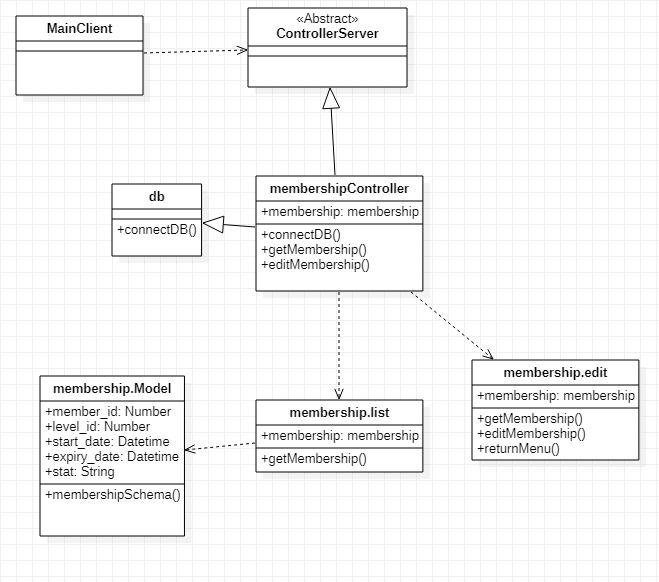 MainClient
«Abstract»
ControllerServer
membershipController
+membership: membership
+connectDB()
+getMembership()
+editMembership()
db
+connectDB()
membership.Model
+member_id: Number
+level_id: Number
+start_date: Datetime
+expiry_date: Datetime
+stat: String
+membershipSchema()
membership.list
+membership: membership
+getMembership()
membership.edit
+membership: membership
+getMembership()
+editMembership()
+returnMenu()